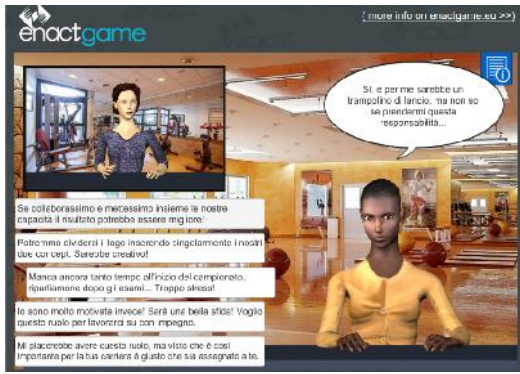 enactgame
( more info on enactgame.eu >>)
Sì, e per me sarebbe un
trampolino di lancio, ma non so
se prendermi questa
responsabilità...
Se collaborassimo e mettessimo insieme le nostre
capacità il risultato potrebbe essere migliore!
Potremmo dividerci il logo inserendo singolarmente i nostri
due concept. Sarebbe creativo!
Manca ancora tanto tempo all'inizio del campionato,
riparliamone dopo gli esami... Troppo stress!
Io sono molto motivata invece! Sarà una bella sfida! Voglio
questo ruolo per lavorarci su con impegno.
Mi piacerebbe avere questo ruolo, ma visto che è così
importante per la tua carriera è giusto che sia assegnato a te.